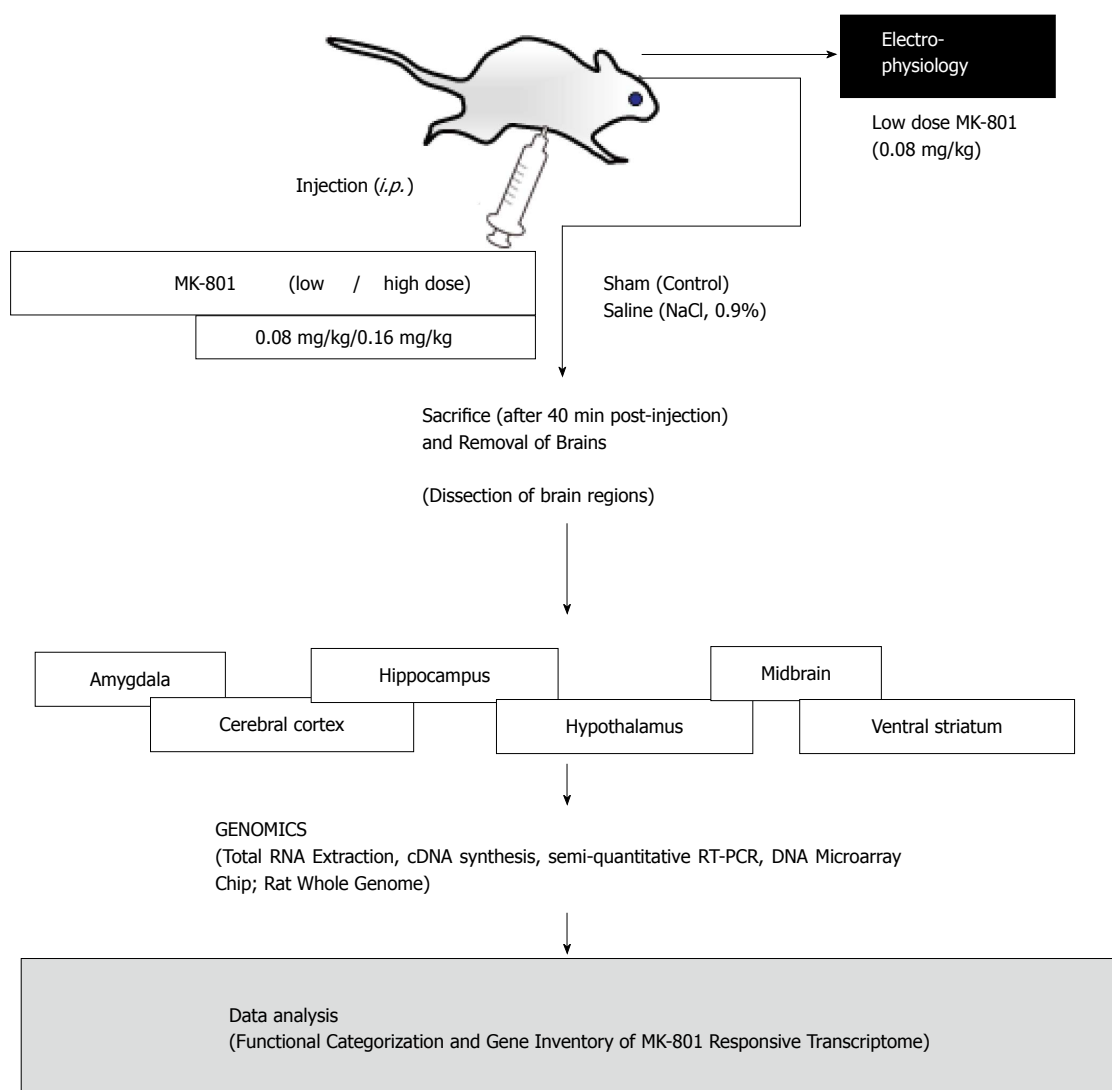 Electro-
physiology
Low dose MK-801
(0.08 mg/kg)
Injection (i.p.)
MK-801 (low / high dose)
0.08 mg/kg/0.16 mg/kg
Sham (Control)
Saline (NaCl, 0.9%)
Sacrifice (after 40 min post-injection)
and Removal of Brains
(Dissection of brain regions)
Amygdala
Cerebral cortex
Hippocampus
Hypothalamus
Midbrain
Ventral striatum
GENOMICS
(Total RNA Extraction, cDNA synthesis, semi-quantitative RT-PCR, DNA Microarray
Chip; Rat Whole Genome)
Data analysis
(Functional Categorization and Gene Inventory of MK-801 Responsive Transcriptome)